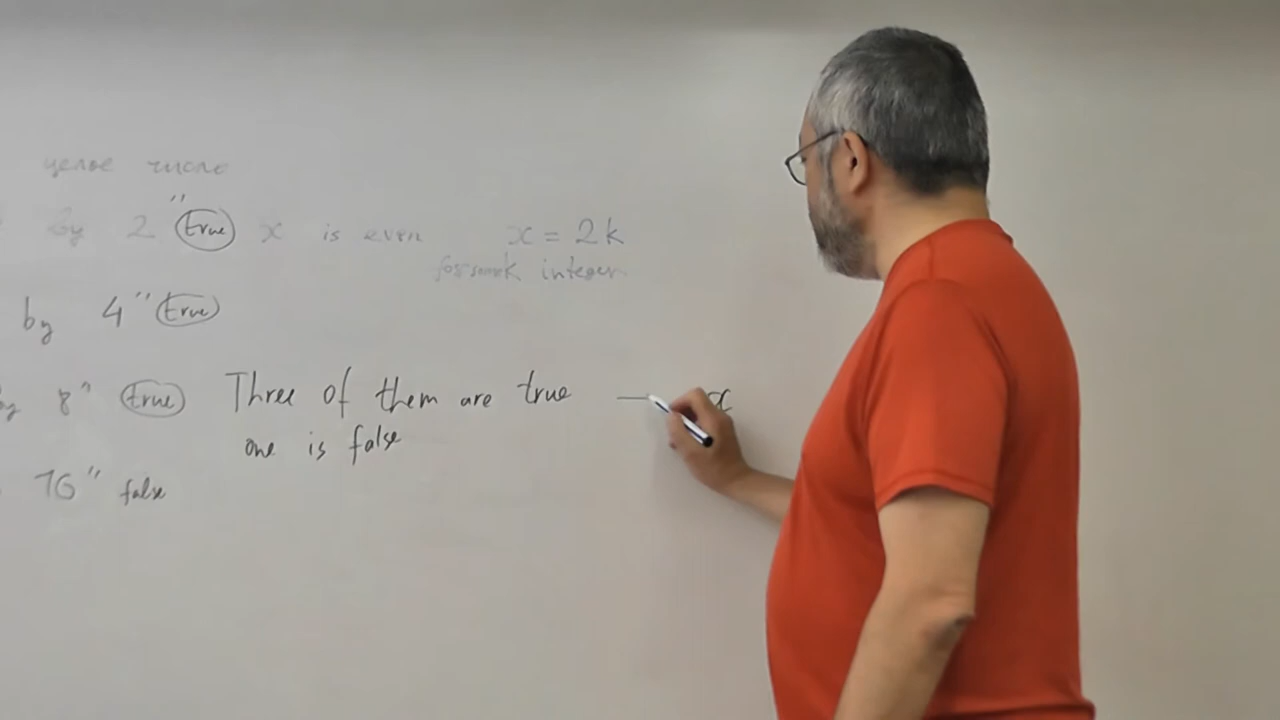 целое число
by 2 " true x is even x = 2k
for some k integer
by 4 " true
by 8 " true Three of them are true — x
one is false
16 " false